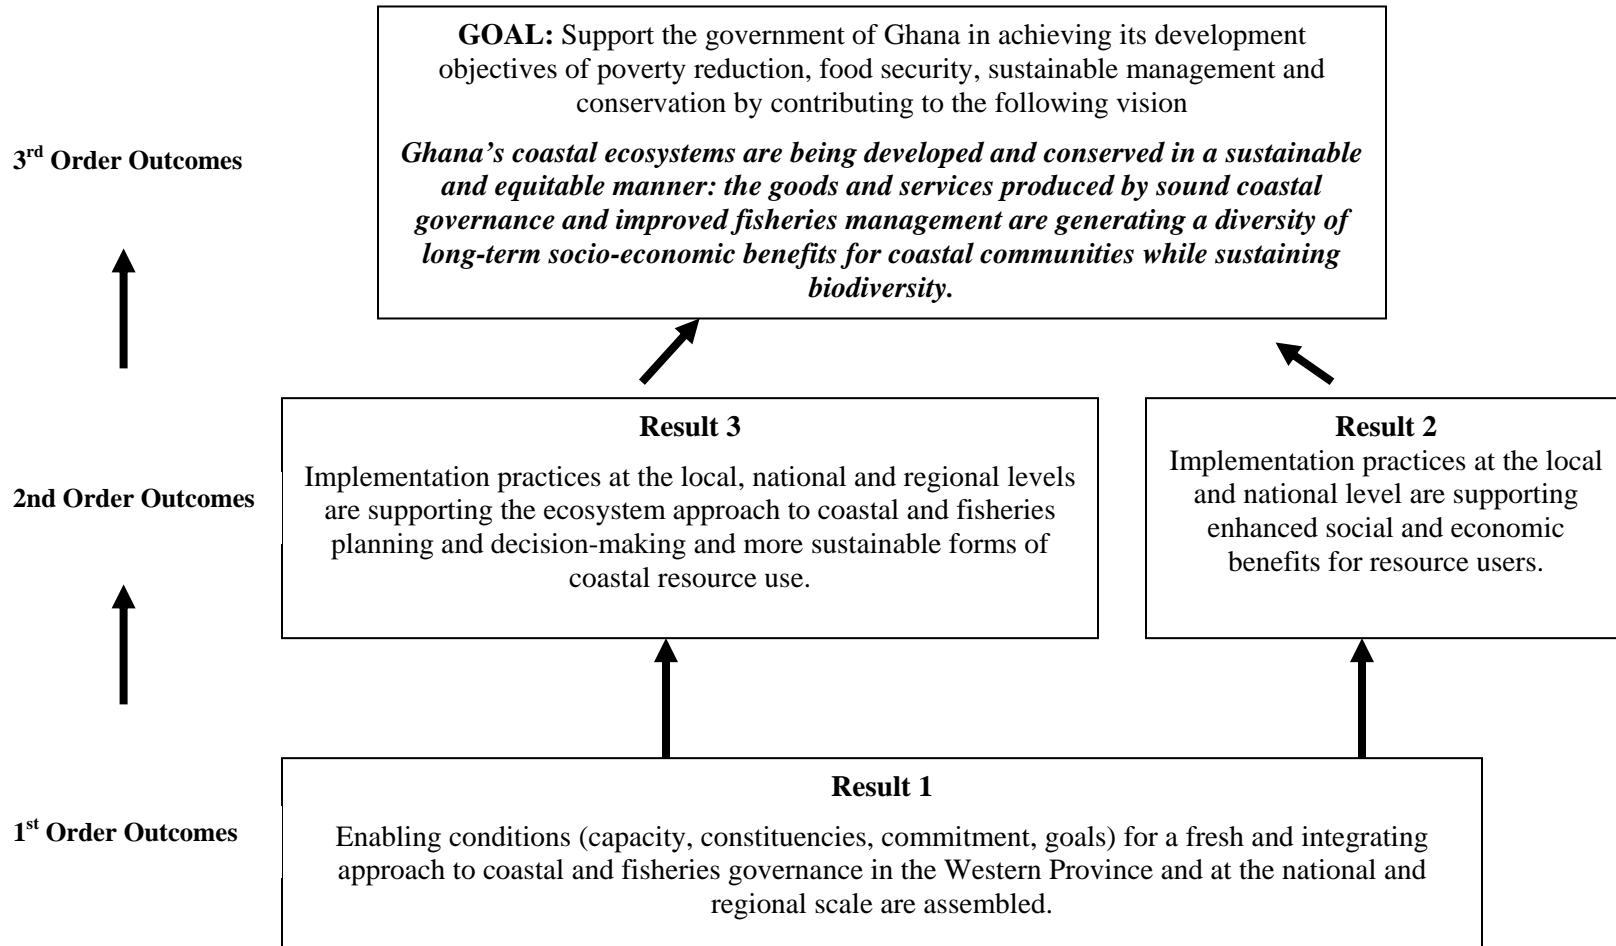 GOAL: Support the government of Ghana in achieving its development
objectives of poverty reduction, food security, sustainable management and
conservation by contributing to the following vision
Ghana’s coastal ecosystems are being developed and conserved in a sustainable
and equitable manner: the goods and services produced by sound coastal
governance and improved fisheries management are generating a diversity of
long-term socio-economic benefits for coastal communities while sustaining
biodiversity.
3rd Order Outcomes
Result 3
Implementation practices at the local, national and regional levels
are supporting the ecosystem approach to coastal and fisheries
planning and decision-making and more sustainable forms of
coastal resource use.
Result 2
Implementation practices at the local
and national level are supporting
enhanced social and economic
benefits for resource users.
2nd Order Outcomes
Result 1
Enabling conditions (capacity, constituencies, commitment, goals) for a fresh and integrating
approach to coastal and fisheries governance in the Western Province and at the national and
regional scale are assembled.
1st Order Outcomes